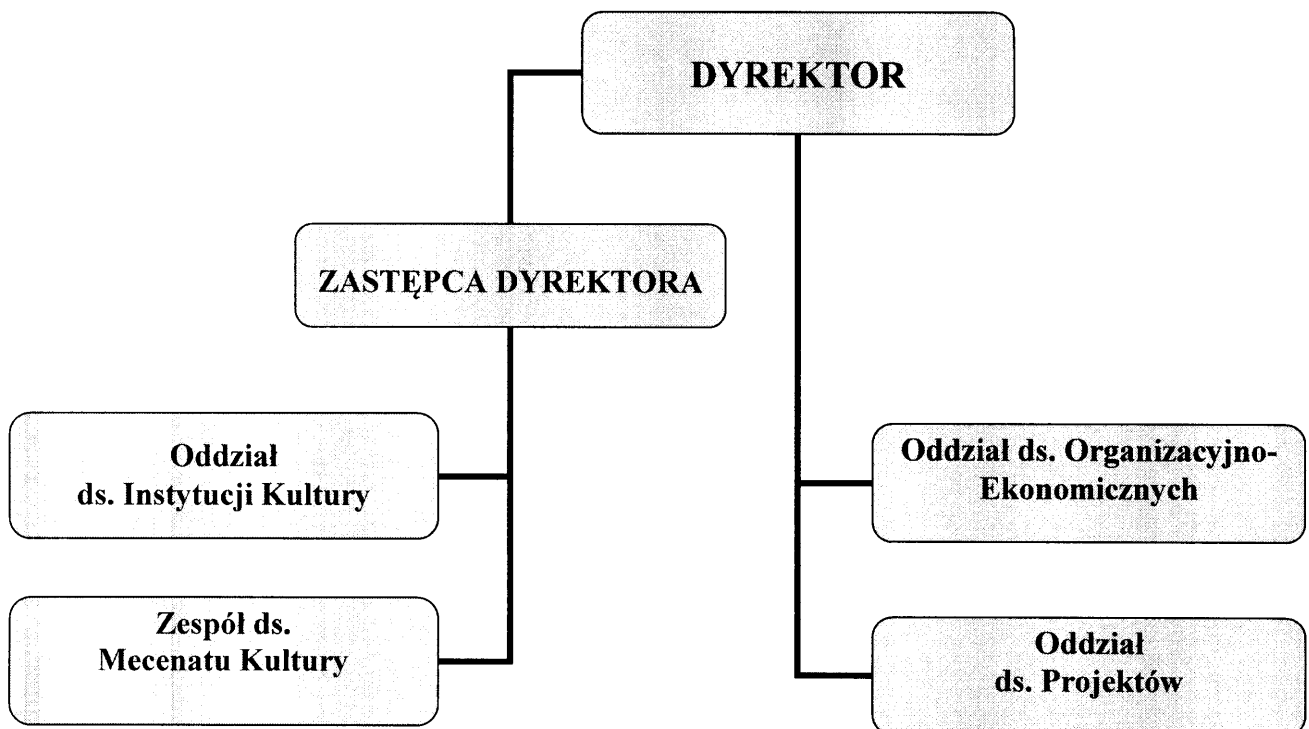 DYREKTOR
ZASTĘPCA DYREKTORA
Oddział
ds. Instytucji Kultury
Zespół ds.
Mecenatu Kultury
Oddział ds. Organizacyjno-
Ekonomicznych
Oddział
ds. Projektów